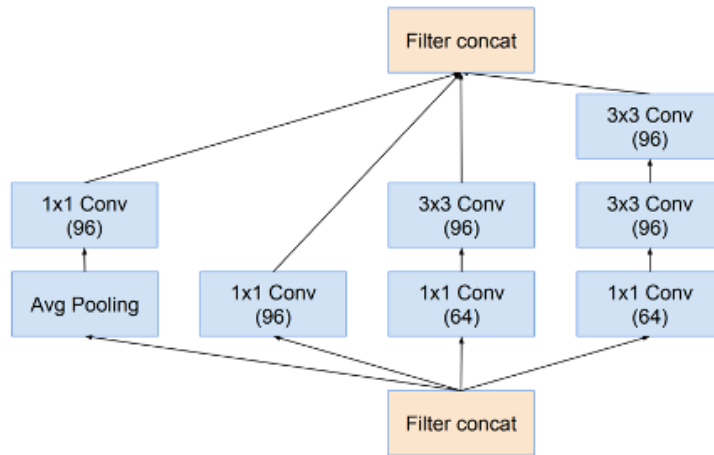 Filter concat
3x3 Conv
(96)
1x1 Conv
(96)
3x3 Conv
(96)
3x3 Conv
(96)
Avg Pooling
1x1 Conv
(96)
1x1 Conv
(64)
1x1 Conv
(64)
Filter concat